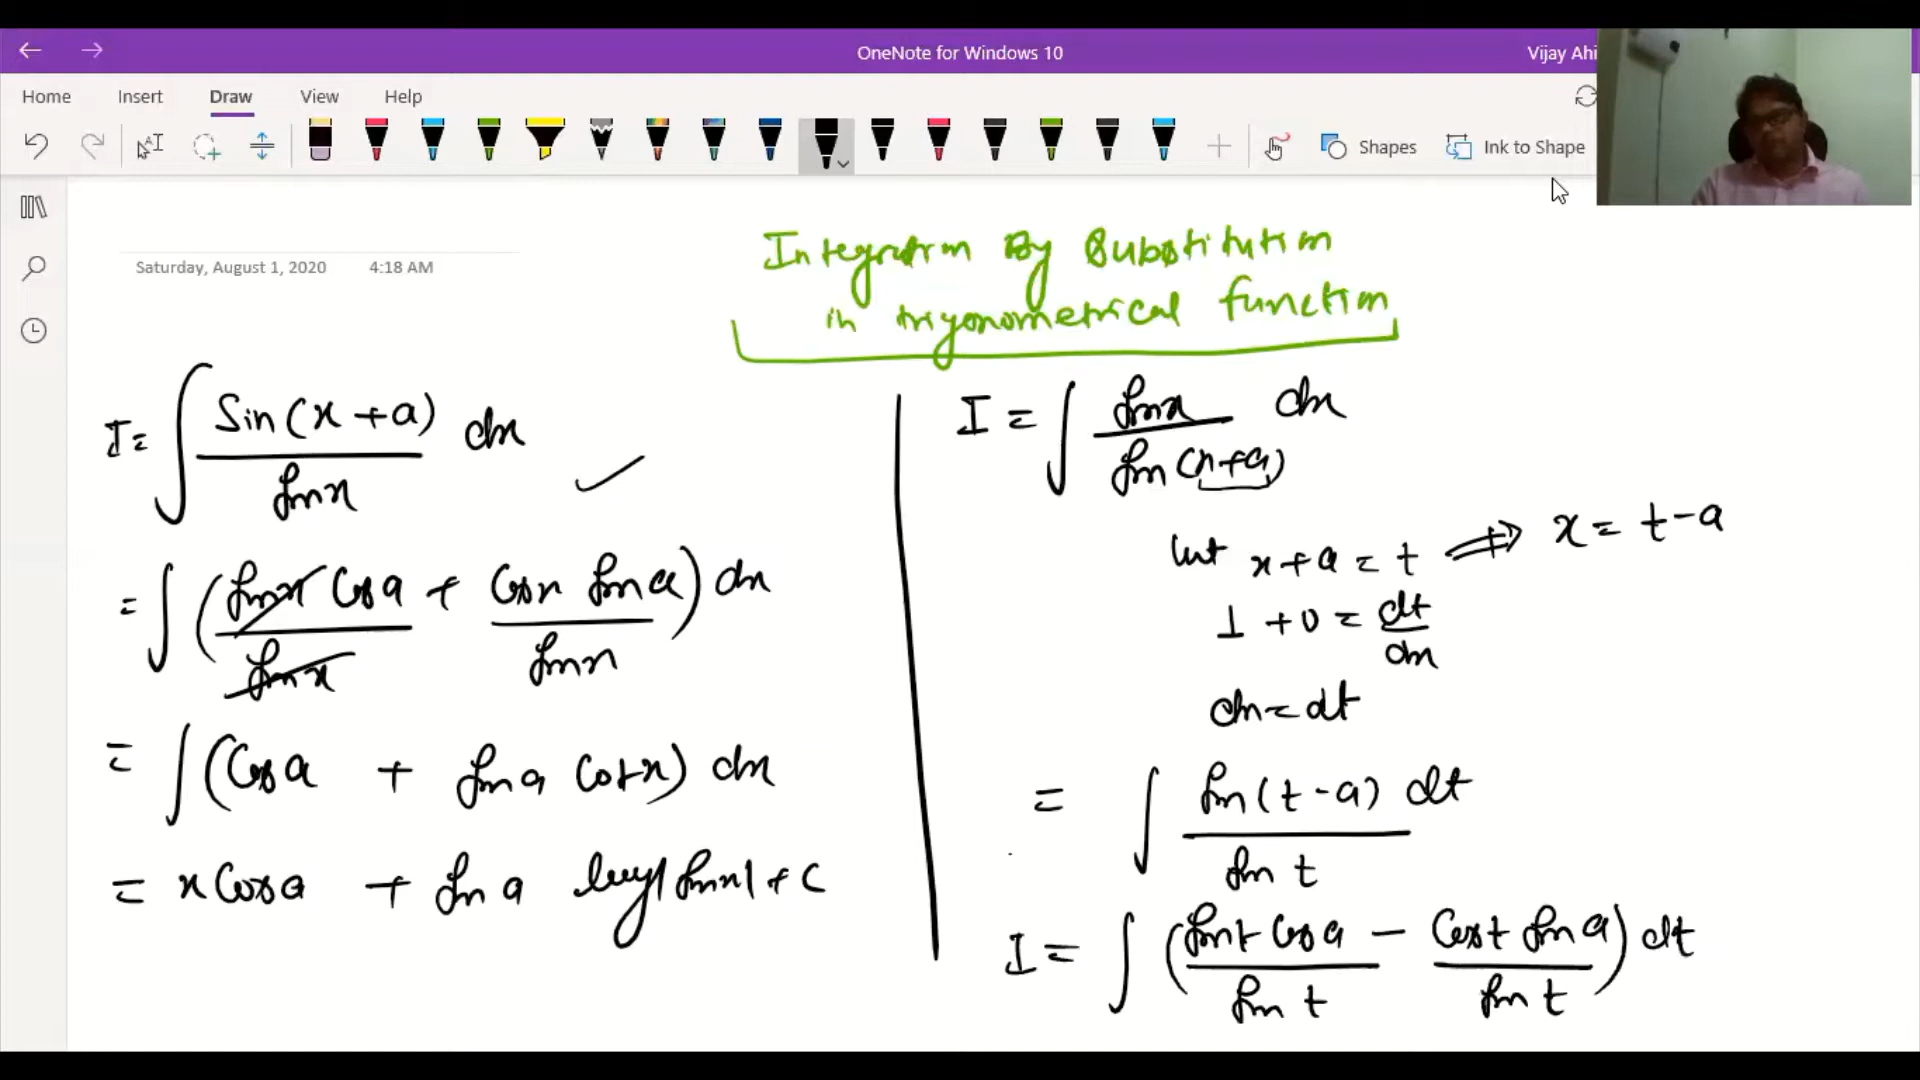 OneNote for Windows 10
Vijay Ahi
Home Insert Draw View Help
Shapes Ink to Shape
Saturday, August 1, 2020 4:18 AM
Integration By Substitution
in trigonometrical function
I = ∫ Sin(x+a) / Sin x dx
= ∫ (Sin x Cos a / Sin x + Cos x Sin a / Sin x) dx
= ∫ (Cos a + Sin a Cot x) dx
= x Cos a + Sin a log|Sin x| + C
I = ∫ Sin x / Sin (x+a) dx
Let x+a = t ⇒ x = t-a
1 + 0 = dt/dx
dx = dt
= ∫ Sin(t-a) dt / Sin t
I = ∫ (Sin t Cos a / Sin t - Cos t Sin a / Sin t) dt